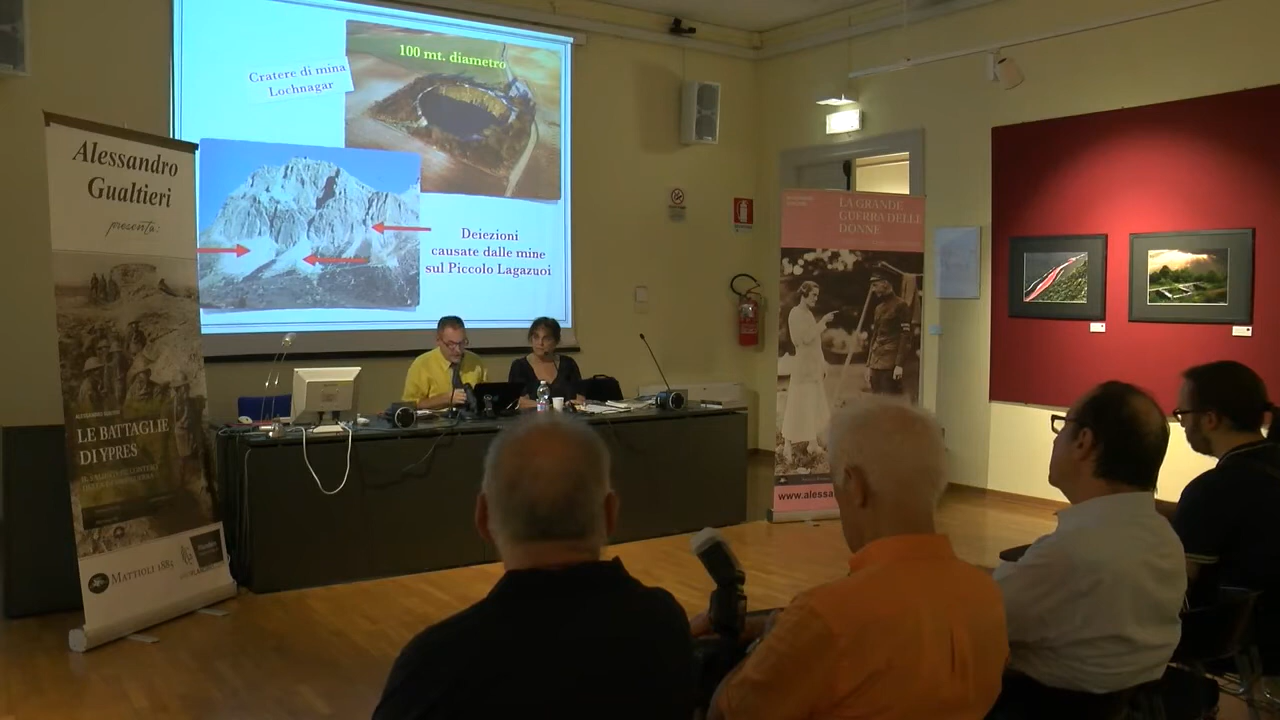 Alessandro
Gualtieri
presenta:
LE BATTAGLIE
DI YPRES
MATTIOLI 1885
Cratere di mina
Lochnagar
100 mt. diametro
Deiezioni
causate dalle mine
sul Piccolo Lagazuoi
LA GRANDE
GUERRA DELLE
DONNE
www.alessa